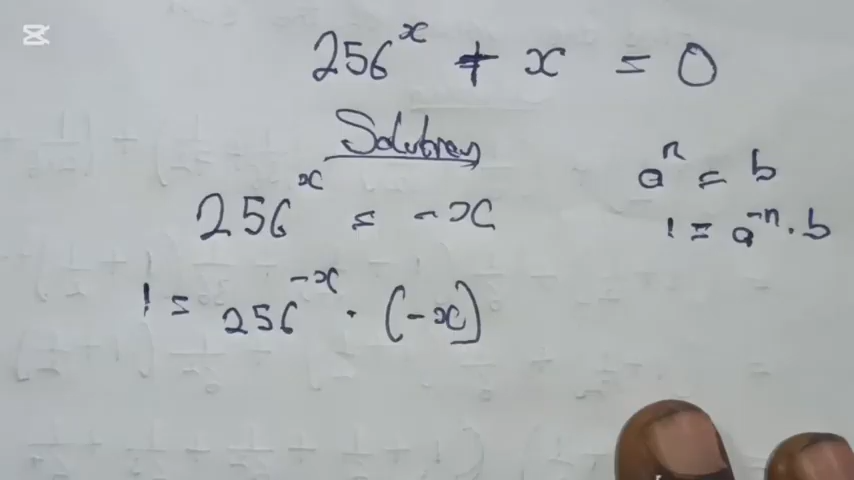 256^x + x = 0
Solution
256^x = -x
a^n = b
1 = a^-n . b
1 = 256^-x . (-x)